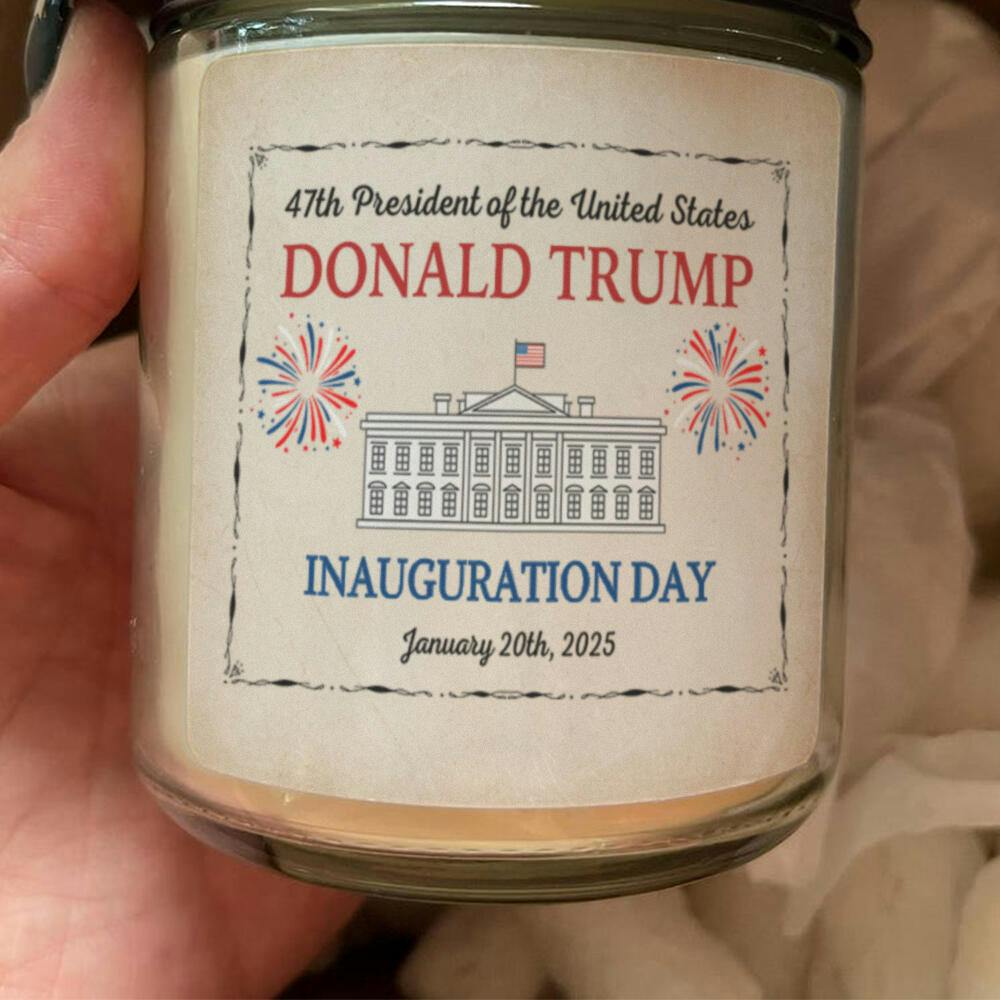 47th President of the United States
DONALD TRUMP
INAUGURATION DAY
January 20th, 2025